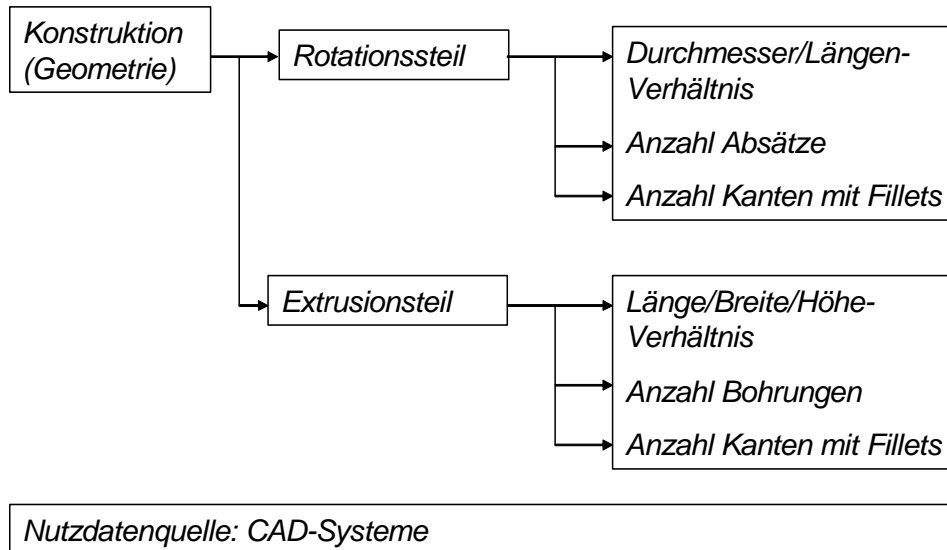 Konstruktion
(Geometrie)
Rotationssteil
Durchmesser/Längen-
Verhältnis
Anzahl Absätze
Anzahl Kanten mit Fillets
Extrusionsteil
Länge/Breite/Höhe-
Verhältnis
Anzahl Bohrungen
Anzahl Kanten mit Fillets
Nutzdatenquelle: CAD-Systeme